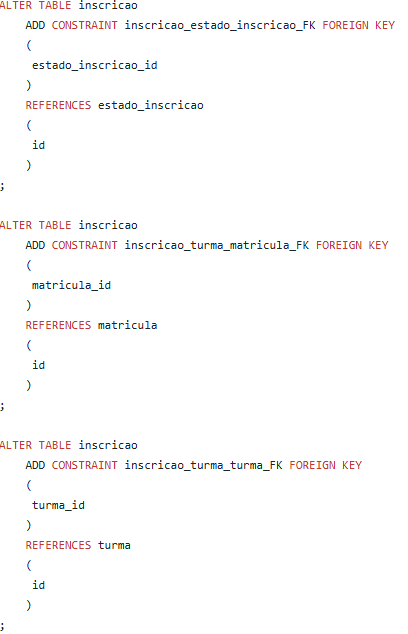 ALTER TABLE inscricao
ADD CONSTRAINT inscricao_estado_inscricao_FK FOREIGN KEY
(
estado_inscricao_id
)
REFERENCES estado_inscricao
(
id
)
;
ALTER TABLE inscricao
ADD CONSTRAINT inscricao_turma_matricula_FK FOREIGN KEY
(
matricula_id
)
REFERENCES matricula
(
id
)
;
ALTER TABLE inscricao
ADD CONSTRAINT inscricao_turma_turma_FK FOREIGN KEY
(
turma_id
)
REFERENCES turma
(
id
)
;